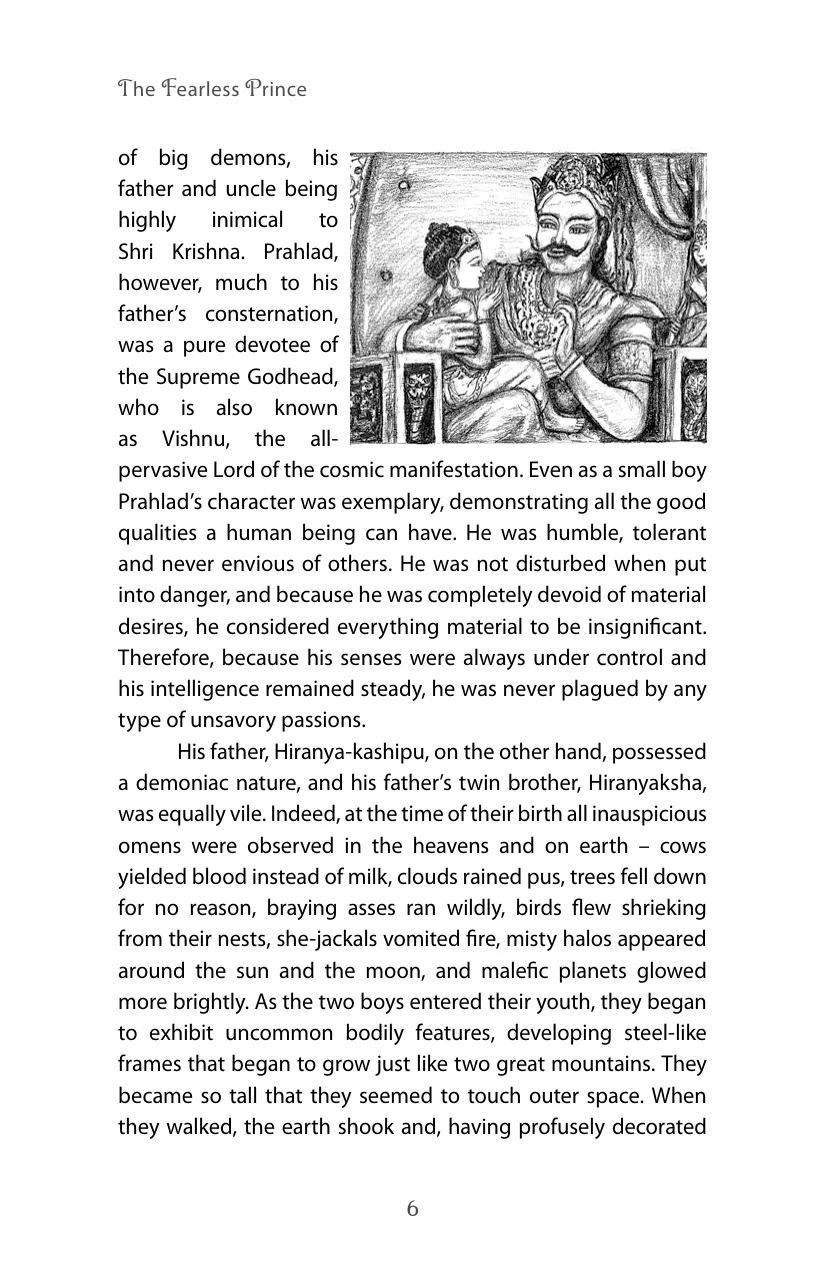 The Fearless Prince
of big demons, his
father and uncle being
highly inimical to
Shri Krishna. Prahlad,
however, much to his
father’s consternation,
was a pure devotee of
the Supreme Godhead,
who is also known
as Vishnu, the all-
pervasive Lord of the cosmic manifestation. Even as a small boy
Prahlad’s character was exemplary, demonstrating all the good
qualities a human being can have. He was humble, tolerant
and never envious of others. He was not disturbed when put
into danger, and because he was completely devoid of material
desires, he considered everything material to be insignificant.
Therefore, because his senses were always under control and
his intelligence remained steady, he was never plagued by any
type of unsavory passions.
His father, Hiranya-kashipu, on the other hand, possessed
a demoniac nature, and his father’s twin brother, Hiranyaksha,
was equally vile. Indeed, at the time of their birth all inauspicious
omens were observed in the heavens and on earth – cows
yielded blood instead of milk, clouds rained pus, trees fell down
for no reason, braying asses ran wildly, birds flew shrieking
from their nests, she-jackals vomited fire, misty halos appeared
around the sun and the moon, and malefic planets glowed
more brightly. As the two boys entered their youth, they began
to exhibit uncommon bodily features, developing steel-like
frames that began to grow just like two great mountains. They
became so tall that they seemed to touch outer space. When
they walked, the earth shook and, having profusely decorated
6